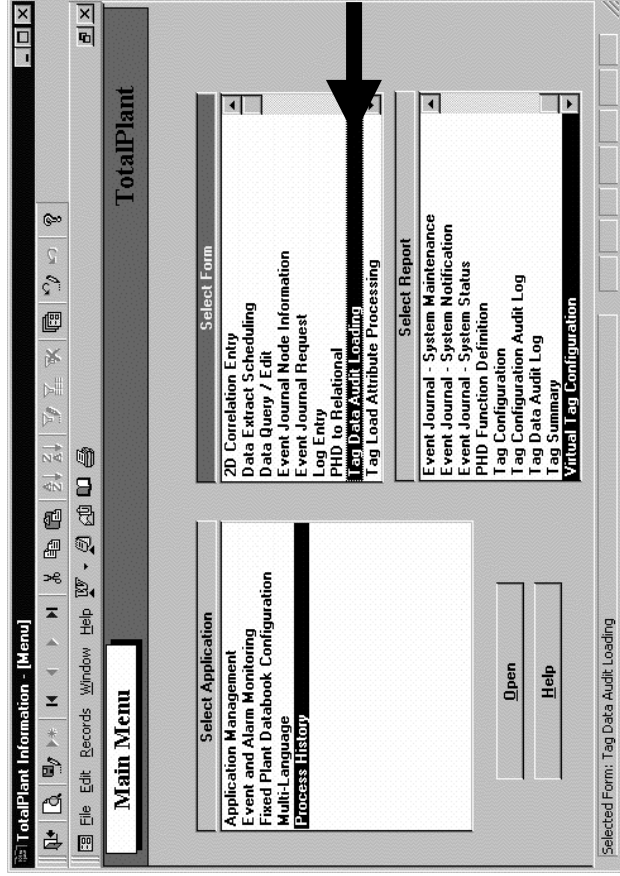 TotalPlant Information - [Menu]
File Edit Records Window Help
Main Menu
TotalPlant
Select Application
Application Management
Event and Alarm Monitoring
Fixed Plant Databook Configuration
Multi-Language
Process History
Select Form
2D Correlation Entry
Data Extract Scheduling
Data Query / Edit
Event Journal Node Information
Event Journal Request
Log Entry
PHD to Relational
Tag Data Audit Loading
Tag Load Attribute Processing
Select Report
Event Journal - System Maintenance
Event Journal - System Notification
Event Journal - System Status
PHD Function Definition
Tag Configuration
Tag Configuration Audit Log
Tag Data Audit Log
Tag Summary
Virtual Tag Configuration
Open
Help
Selected Form: Tag Data Audit Loading